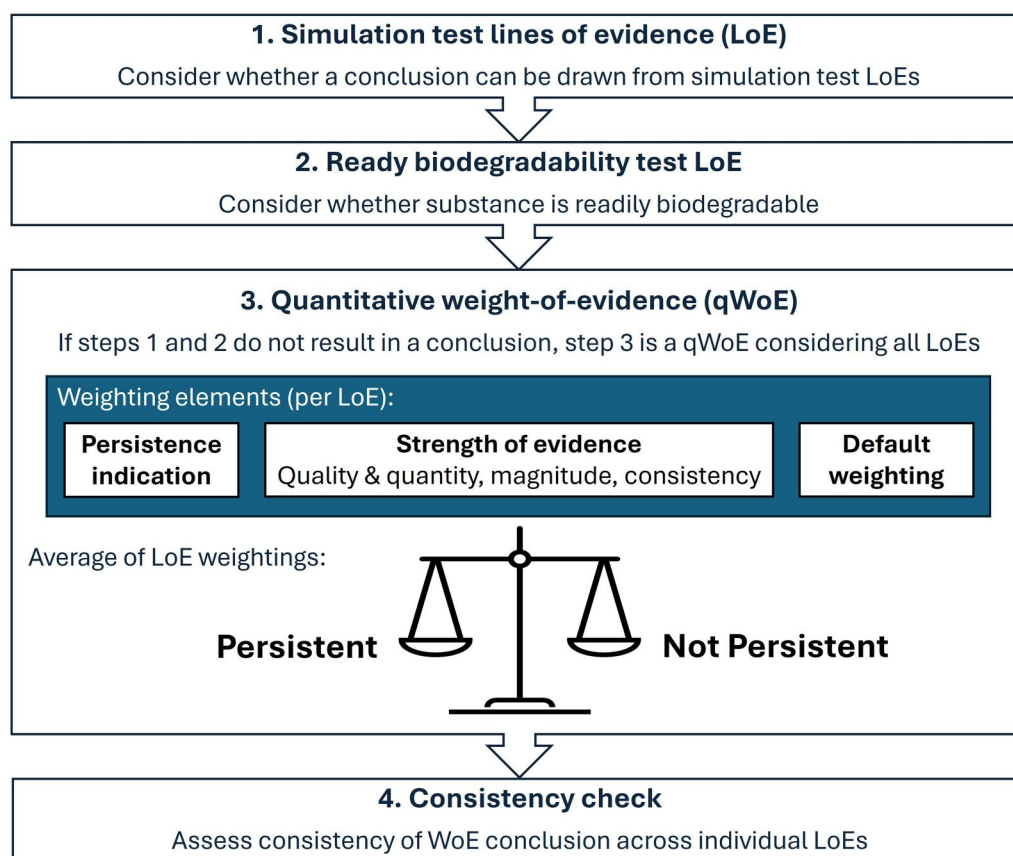 1. Simulation test lines of evidence (LoE)
Consider whether a conclusion can be drawn from simulation test LoEs
2. Ready biodegradability test LoE
Consider whether substance is readily biodegradable
3. Quantitative weight-of-evidence (qWoE)
If steps 1 and 2 do not result in a conclusion, step 3 is a qWoE considering all LoEs
Weighting elements (per LoE):
Persistence
indication
Strength of evidence
Quality & quantity, magnitude, consistency
Default
weighting
Average of LoE weightings:
Persistent
Not Persistent
4. Consistency check
Assess consistency of WoE conclusion across individual LoEs